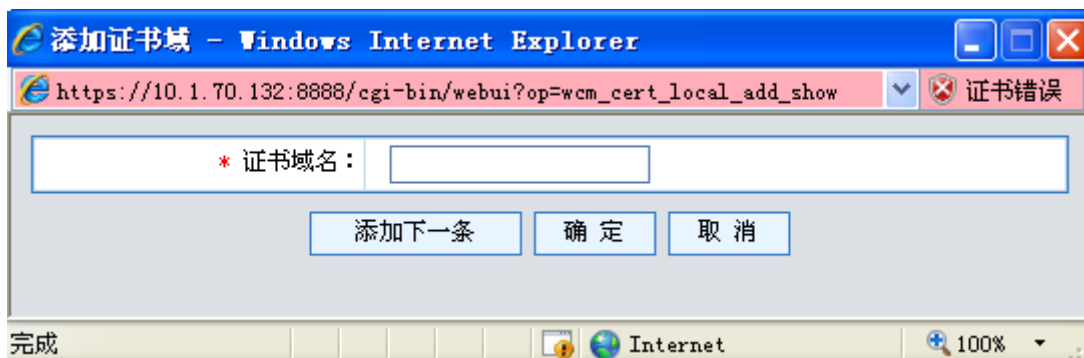 添加证书域 - Windows Internet Explorer
https://10.1.70.132:8888/cgi-bin/webui?op=wcm_cert_local_add_show 证书错误
* 证书域名：
添加下一条 确 定 取 消
完成 Internet 100%